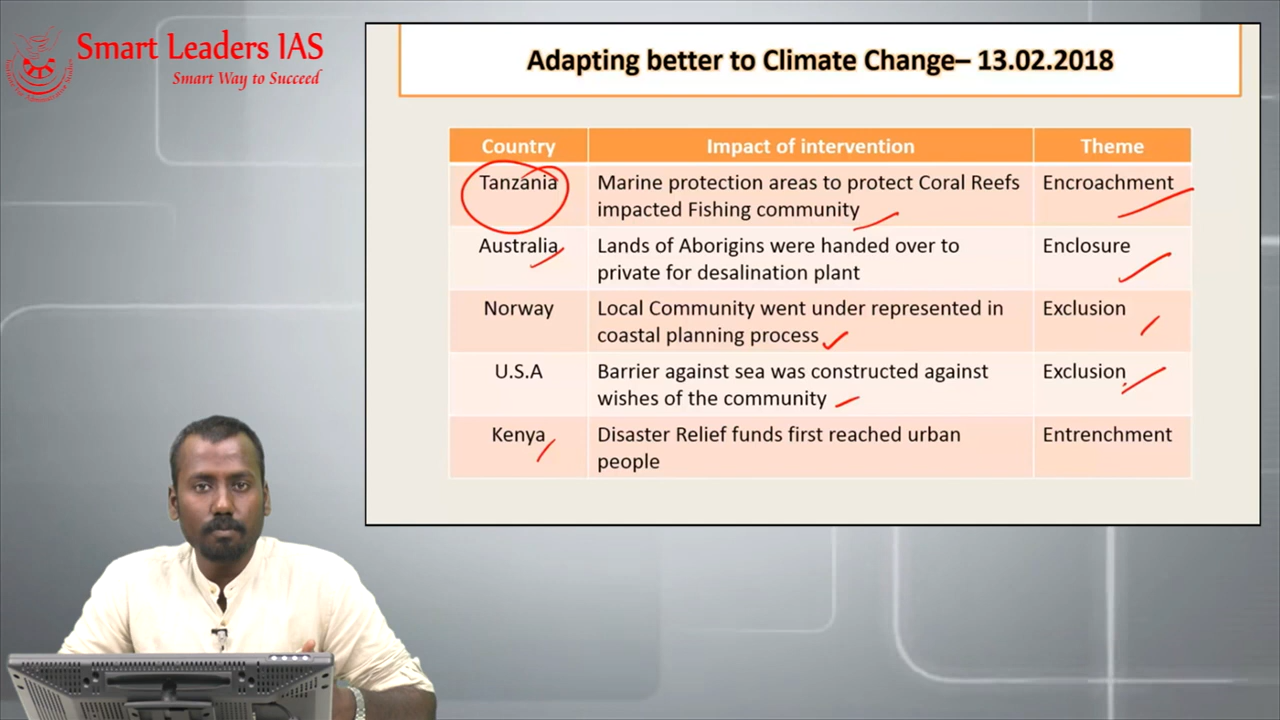 Smart Leaders IAS
Smart Way to Succeed
Adapting better to Climate Change– 13.02.2018
Country Impact of intervention Theme
Tanzania Marine protection areas to protect Coral Reefs impacted Fishing community Encroachment
Australia Lands of Aborigins were handed over to private for desalination plant Enclosure
Norway Local Community went under represented in coastal planning process Exclusion
U.S.A Barrier against sea was constructed against wishes of the community Exclusion
Kenya Disaster Relief funds first reached urban people Entrenchment